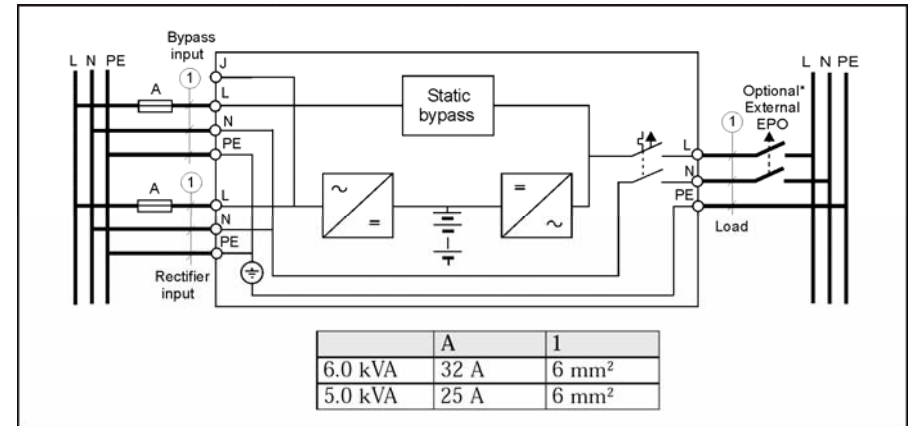 Bypass
input
L N PE
J
1
A
L
N
PE
Static
bypass
Optional*
External
EPO
L N PE
1
L
N
PE
Load
1
A
L
N
PE
Rectifier
input
~
=
=
~
A 1
6.0 kVA 32 A 6 mm²
5.0 kVA 25 A 6 mm²